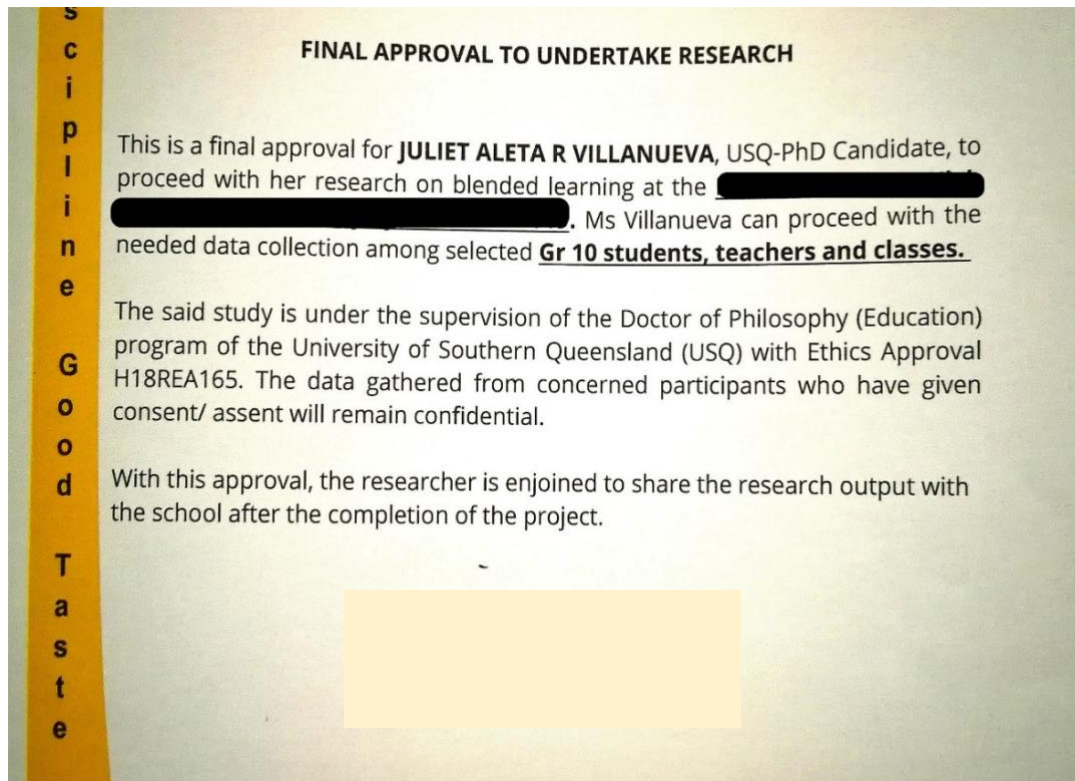 scipline Good Taste
FINAL APPROVAL TO UNDERTAKE RESEARCH
This is a final approval for JULIET ALETA R VILLANUEVA, USQ-PhD Candidate, to
proceed with her research on blended learning at the
. Ms Villanueva can proceed with the
needed data collection among selected Gr 10 students, teachers and classes.
The said study is under the supervision of the Doctor of Philosophy (Education)
program of the University of Southern Queensland (USQ) with Ethics Approval
H18REA165. The data gathered from concerned participants who have given
consent/ assent will remain confidential.
With this approval, the researcher is enjoined to share the research output with
the school after the completion of the project.